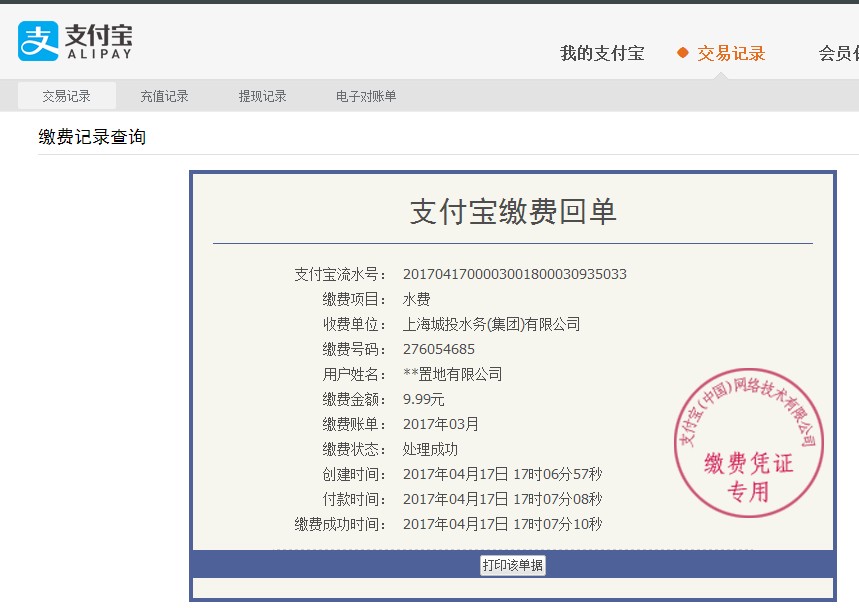 支付宝
ALIPAY
我的支付宝
交易记录
会员
交易记录
充值记录
提现记录
电子对账单
缴费记录查询
支付宝缴费回单
支付宝流水号： 2017041700003001800030935033
缴费项目： 水费
收费单位： 上海城投水务(集团)有限公司
缴费号码： 276054685
用户姓名： **置地有限公司
缴费金额： 9.99元
缴费账单： 2017年03月
缴费状态： 处理成功
创建时间： 2017年04月17日 17时06分57秒
付款时间： 2017年04月17日 17时07分08秒
缴费成功时间： 2017年04月17日 17时07分10秒
支付宝(中国)网络技术有限公司
缴费凭证
专用
打印该单据